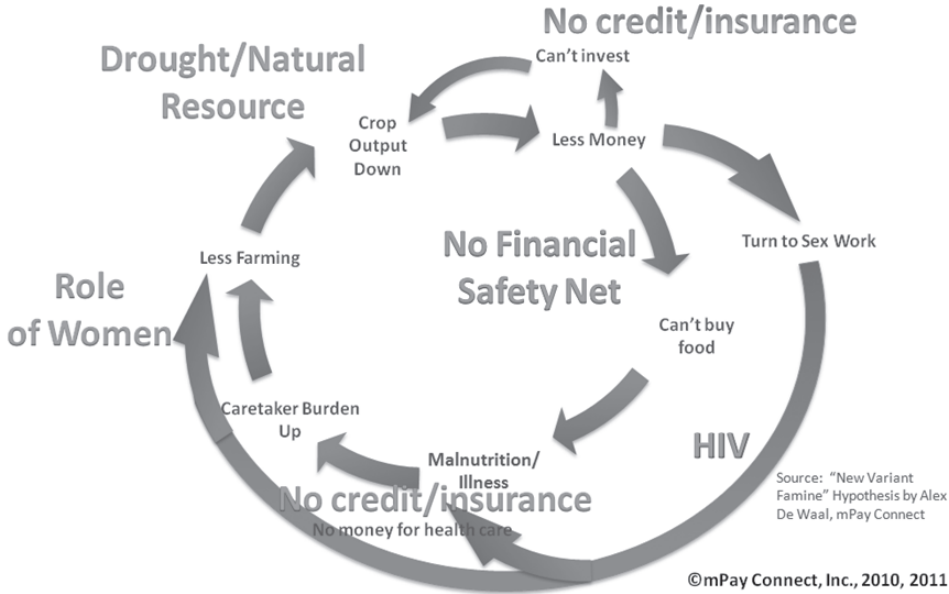 No credit/insurance
Can't invest
Drought/Natural
Resource
Crop
Output
Down
Less Money
Turn to Sex Work
No Financial
Safety Net
Less Farming
Role
of Women
Can't buy
food
Caretaker Burden
Up
HIV
Malnutrition/
Illness
No credit/insurance
No money for health care
Source: “New Variant
Famine” Hypothesis by Alex
De Waal, mPay Connect
©mPay Connect, Inc., 2010, 2011